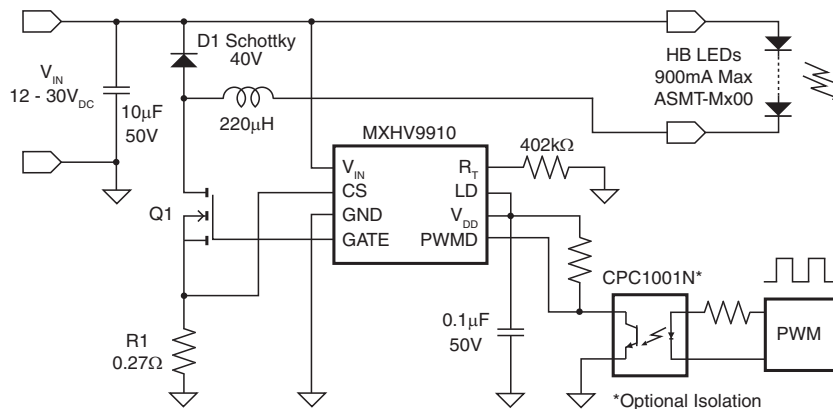 D1 Schottky
40V
V_IN
12 - 30V_DC
10µF
50V
220µH
HB LEDs
900mA Max
ASMT-Mx00
MXHV9910
402kΩ
V_IN
CS
GND
GATE
R_T
LD
V_DD
PWMD
Q1
CPC1001N*
PWM
0.1µF
50V
R1
0.27Ω
*Optional Isolation